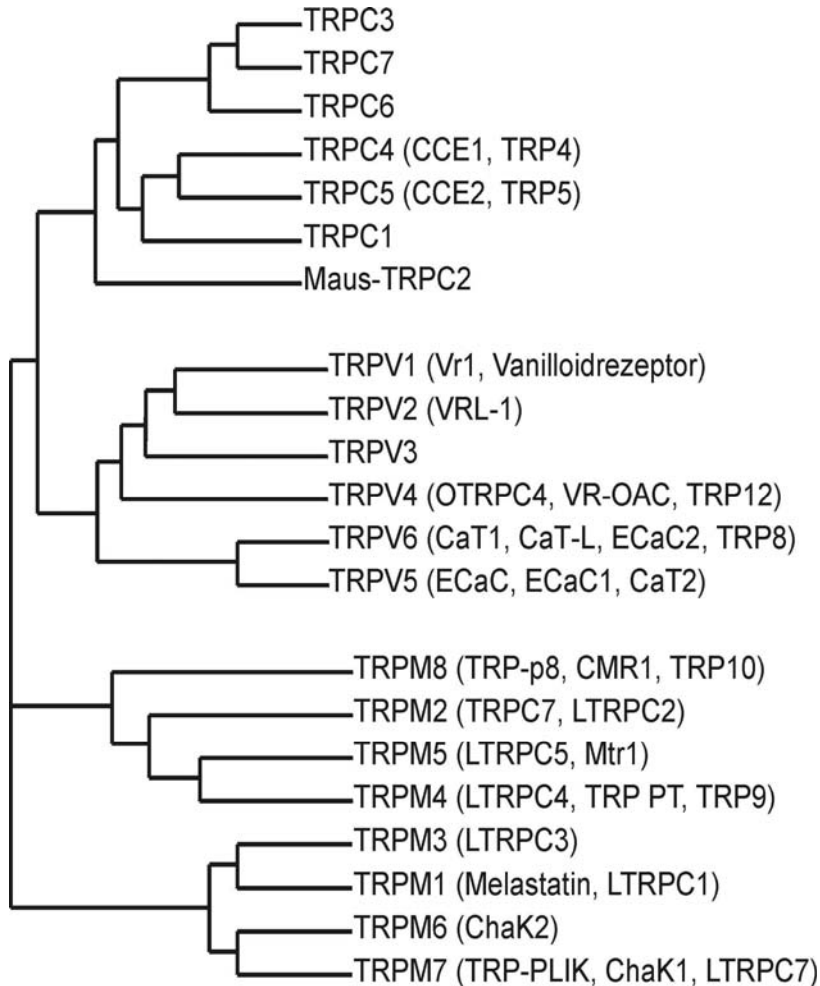 TRPC3
TRPC7
TRPC6
TRPC4 (CCE1, TRP4)
TRPC5 (CCE2, TRP5)
TRPC1
Maus-TRPC2
TRPV1 (Vr1, Vanilloidrezeptor)
TRPV2 (VRL-1)
TRPV3
TRPV4 (OTRPC4, VR-OAC, TRP12)
TRPV6 (CaT1, CaT-L, ECaC2, TRP8)
TRPV5 (ECaC, ECaC1, CaT2)
TRPM8 (TRP-p8, CMR1, TRP10)
TRPM2 (TRPC7, LTRPC2)
TRPM5 (LTRPC5, Mtr1)
TRPM4 (LTRPC4, TRP PT, TRP9)
TRPM3 (LTRPC3)
TRPM1 (Melastatin, LTRPC1)
TRPM6 (ChaK2)
TRPM7 (TRP-PLIK, ChaK1, LTRPC7)